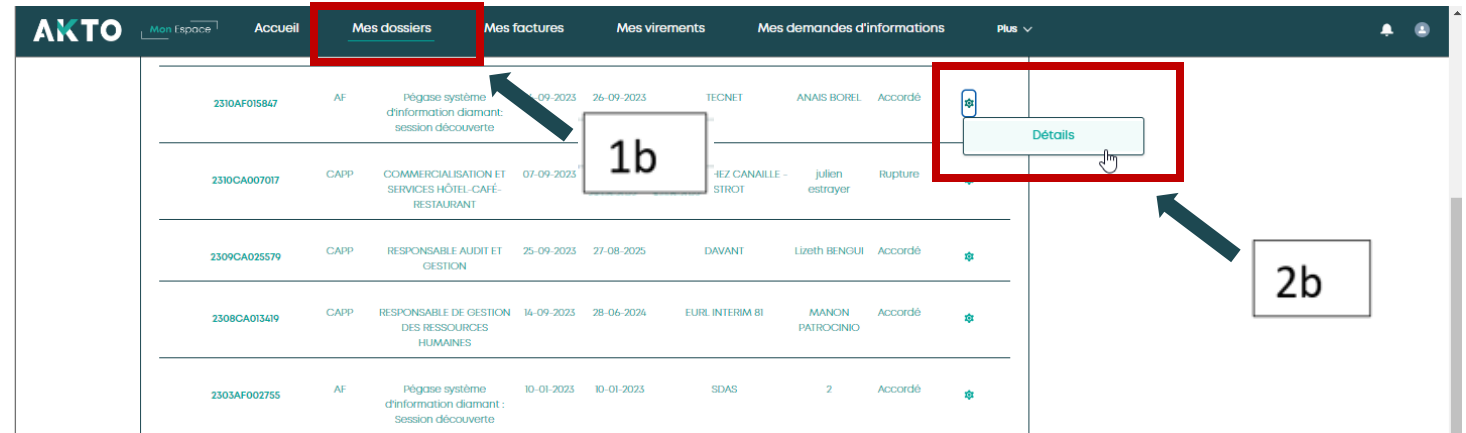 AKTO Mon Espace Accueil Mes dossiers Mes factures Mes virements Mes demandes d'informations Plus
2310AF015847 AF Pégase système -09-2023 26-09-2023 TECNET ANAIS BOREL Accordé
d'information diamant:
session découverte
Détails
1b
2310CA007017 CAPP COMMERCIALISATION ET 07-09-2023 HEZ CANAILLE - julien Rupture
SERVICES HÔTEL-CAFÉ- STROT estrayer
RESTAURANT
2309CA025579 CAPP RESPONSABLE AUDIT ET 25-09-2023 27-08-2025 DAVANT Lizeth BENGUI Accordé
GESTION
2b
2308CA013419 CAPP RESPONSABLE DE GESTION 14-09-2023 28-06-2024 EURL INTERIM 81 MANON Accordé
DES RESSOURCES PATROCINIO
HUMAINES
2303AF002755 AF Pégase système 10-01-2023 10-01-2023 SDAS 2 Accordé
d'information diamant :
Session découverte